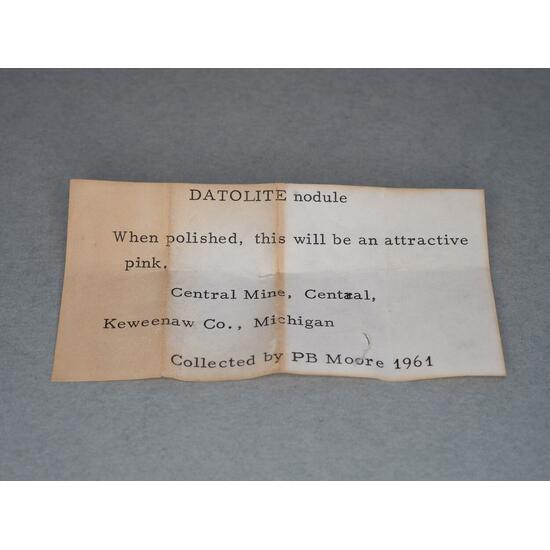 DATOLITE nodule
When polished, this will be an attractive
pink.
Central Mine, Central,
Keweenaw Co., Michigan
Collected by PB Moore 1961